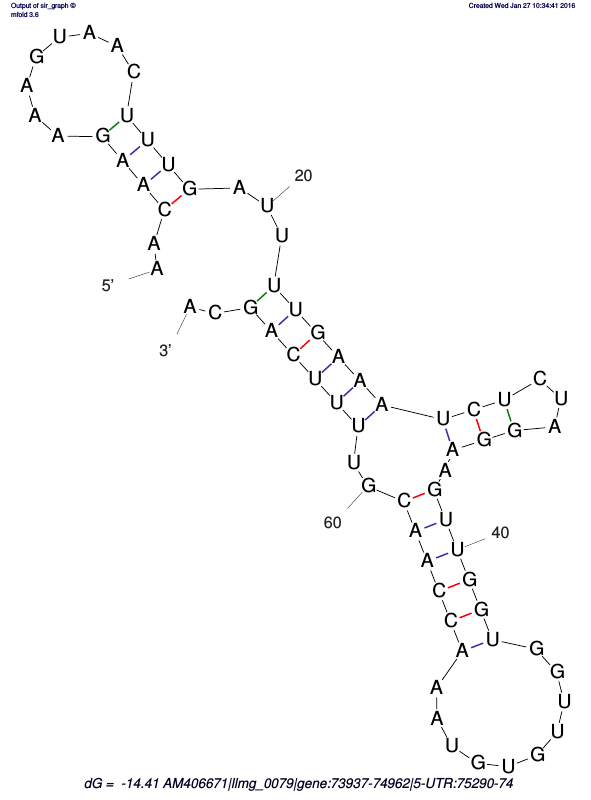 Output of sir_graph ©
mfold 3.6
Created Wed Jan 27 10:34:41 2016
5'
A A C A A G A A A G U A A C U U U G A U
20
U U U G A A A U C U C U A G G A A G U U
40
G G U G G U U G U G U A A A C C A A C G
60
U U U U C A G C A
3'
dG = -14.41 AM406671|llmg_0079|gene:73937-74962|5-UTR:75290-74